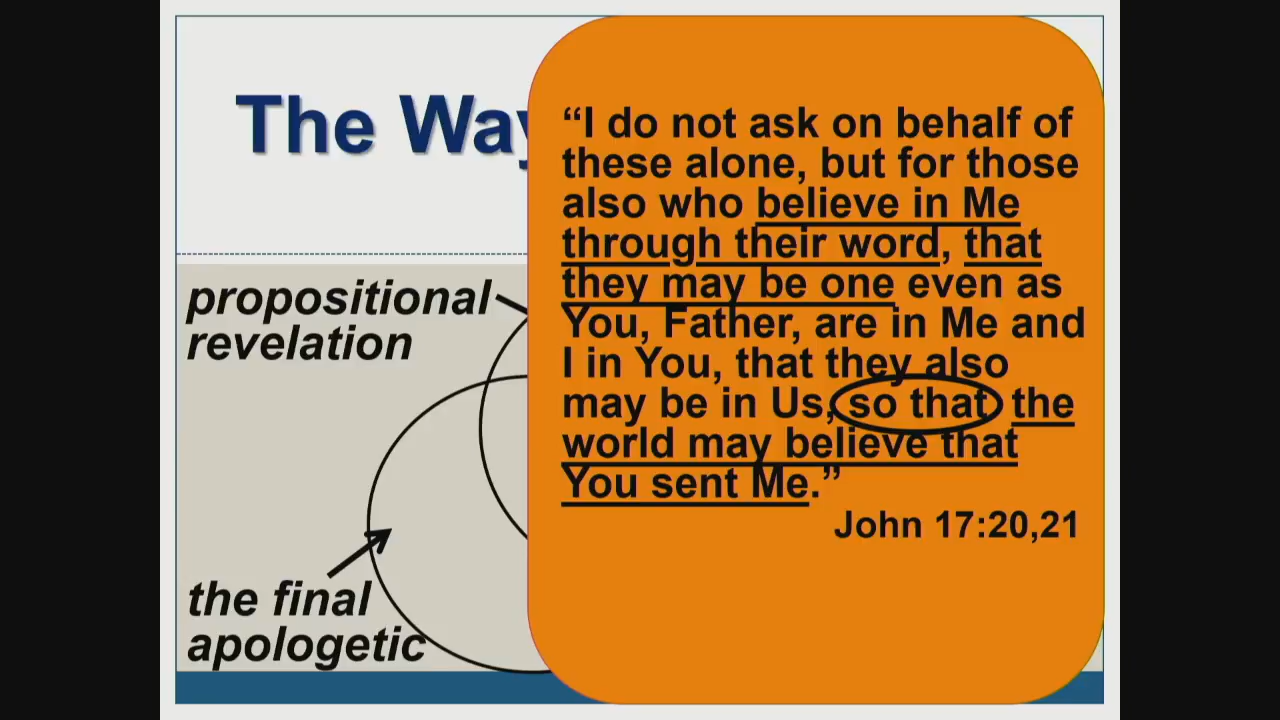 The Way
propositional
revelation
the final
apologetic
“I do not ask on behalf of
these alone, but for those
also who believe in Me
through their word, that
they may be one even as
You, Father, are in Me and
I in You, that they also
may be in Us, so that the
world may believe that
You sent Me.”
John 17:20,21